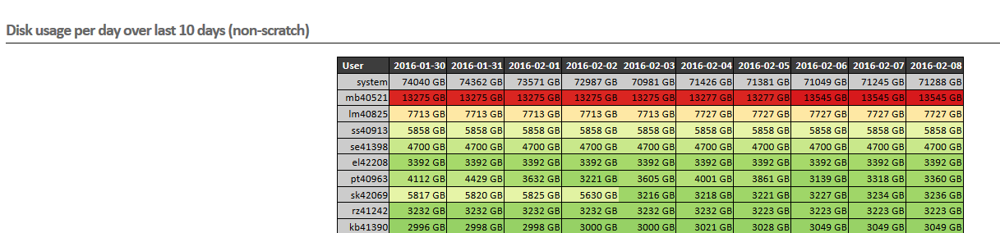 Disk usage per day over last 10 days (non-scratch)
User 2016-01-30 2016-01-31 2016-02-01 2016-02-02 2016-02-03 2016-02-04 2016-02-05 2016-02-06 2016-02-07 2016-02-08
system 74040 GB 74362 GB 73571 GB 72987 GB 70981 GB 71426 GB 71381 GB 71049 GB 71245 GB 71288 GB
mb40521 13275 GB 13275 GB 13275 GB 13275 GB 13275 GB 13277 GB 13277 GB 13545 GB 13545 GB 13545 GB
lm40825 7713 GB 7713 GB 7713 GB 7713 GB 7713 GB 7727 GB 7727 GB 7727 GB 7727 GB 7727 GB
ss40913 5858 GB 5858 GB 5858 GB 5858 GB 5858 GB 5858 GB 5858 GB 5858 GB 5858 GB 5858 GB
se41398 4700 GB 4700 GB 4700 GB 4700 GB 4700 GB 4700 GB 4700 GB 4700 GB 4700 GB 4700 GB
el42208 3392 GB 3392 GB 3392 GB 3392 GB 3392 GB 3392 GB 3392 GB 3392 GB 3392 GB 3392 GB
pt40963 4112 GB 4429 GB 3632 GB 3221 GB 3605 GB 4001 GB 3861 GB 3139 GB 3318 GB 3360 GB
sk42069 5817 GB 5820 GB 5825 GB 5630 GB 3216 GB 3218 GB 3221 GB 3227 GB 3234 GB 3236 GB
rz41242 3232 GB 3232 GB 3232 GB 3232 GB 3232 GB 3232 GB 3223 GB 3223 GB 3223 GB 3223 GB
kb41390 2996 GB 2998 GB 2998 GB 3000 GB 3000 GB 3021 GB 3028 GB 3049 GB 3049 GB 3049 GB